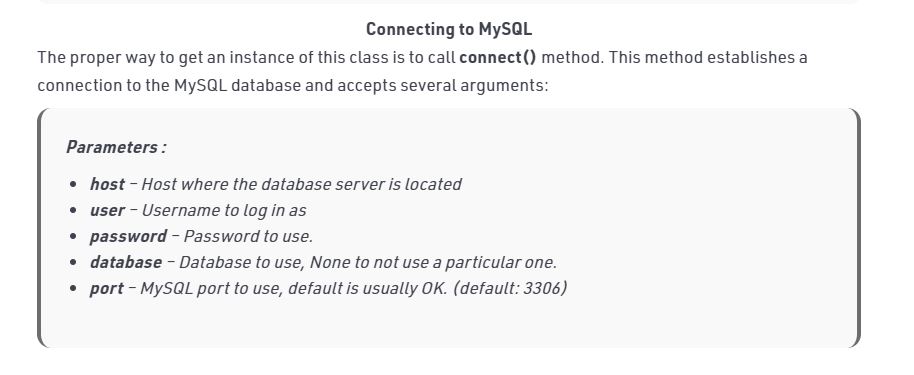 Connecting to MySQL
The proper way to get an instance of this class is to call connect() method. This method establishes a
connection to the MySQL database and accepts several arguments:
Parameters :
• host – Host where the database server is located
• user – Username to log in as
• password – Password to use.
• database – Database to use, None to not use a particular one.
• port – MySQL port to use, default is usually OK. (default: 3306)